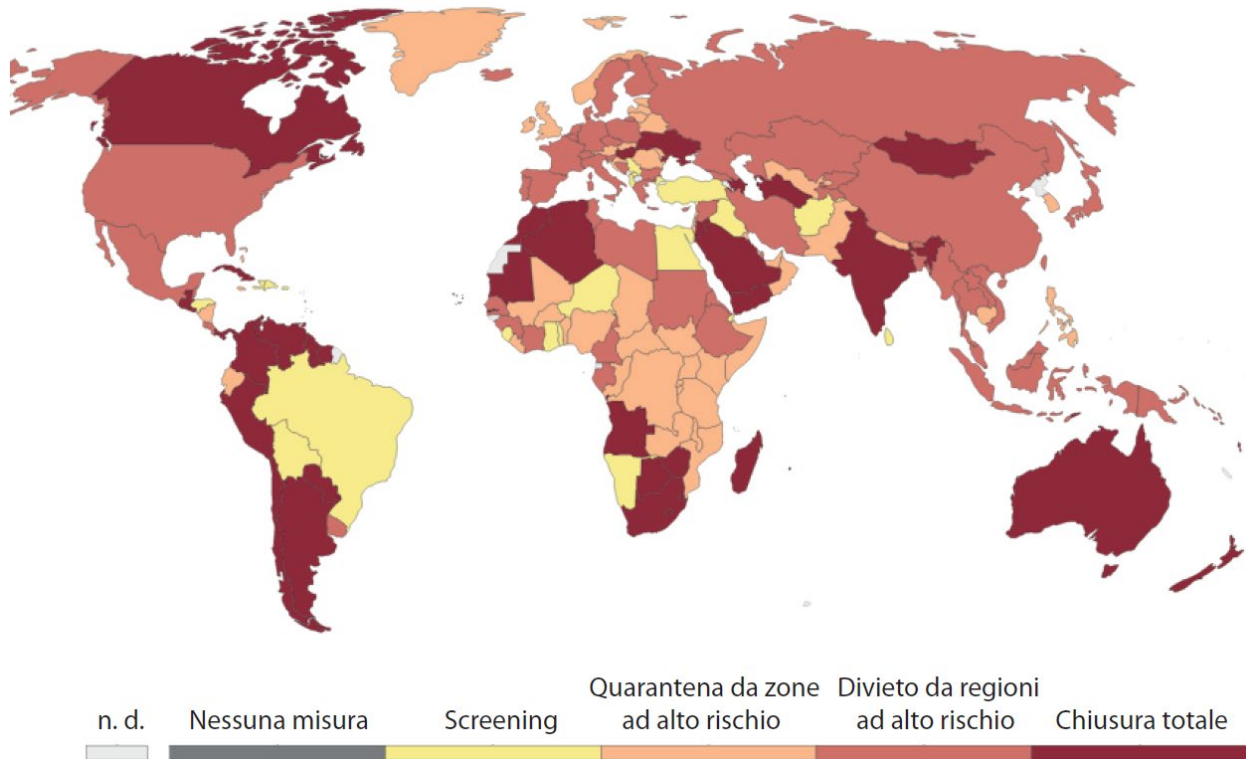 Quarantena da zone Divieto da regioni
n. d. Nessuna misura Screening ad alto rischio ad alto rischio Chiusura totale